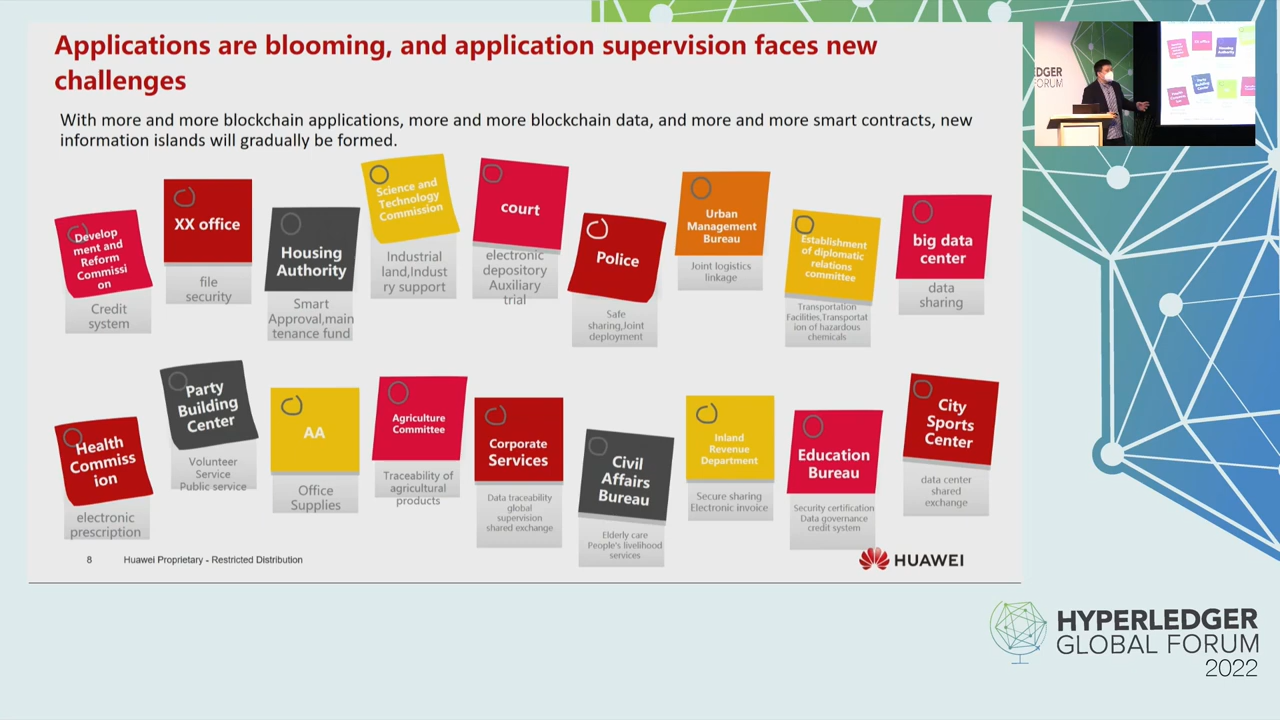 Applications are blooming, and application supervision faces new
challenges
With more and more blockchain applications, more and more blockchain data, and more and more smart contracts, new
information islands will gradually be formed.
Develop
ment and
Reform
Commissi
on
Credit
system
XX office
file
security
Housing
Authority
Smart
Approval,main
tenance fund
Science and
Technology
Commission
Industrial
land,Indust
ry support
court
electronic
depository
Auxiliary
trial
Police
Safe
sharing,Joint
deployment
Urban
Management
Bureau
Joint logistics
linkage
Establishment
of diplomatic
relations
committee
Transportation
Facilities,Transportat
ion of hazardous
chemicals
big data
center
data
sharing
Health
Commiss
ion
electronic
prescription
Party
Building
Center
Volunteer
Service
Public service
AA
Office
Supplies
Agriculture
Committee
Traceability of
agricultural
products
Corporate
Services
Data traceability
global
supervision
shared exchange
Civil
Affairs
Bureau
Elderly care
People's livelihood
services
Inland
Revenue
Department
Secure sharing
Electronic invoice
Education
Bureau
Security certification
Data governance
credit system
City
Sports
Center
data center
shared
exchange
8 Huawei Proprietary - Restricted Distribution
HUAWEI
DGER
FORUM
HYPERLEDGER
GLOBAL FORUM
2022